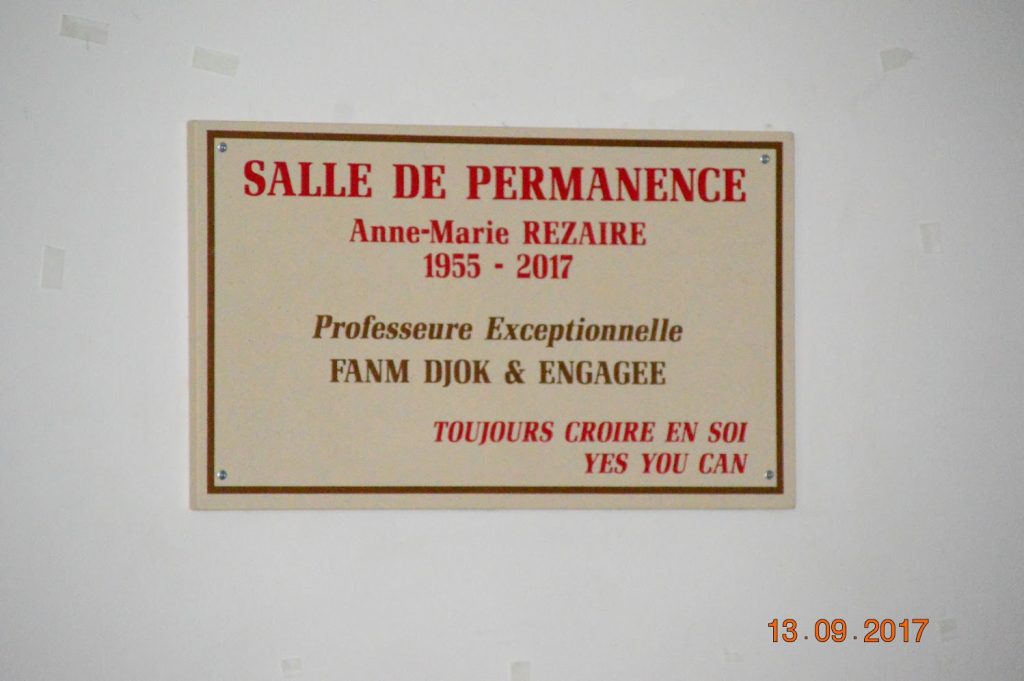 SALLE DE PERMANENCE
Anne-Marie REZAIRE
1955 - 2017
Professeure Exceptionnelle
FANM DJOK & ENGAGEE
TOUJOURS CROIRE EN SOI
YES YOU CAN
13.09.2017